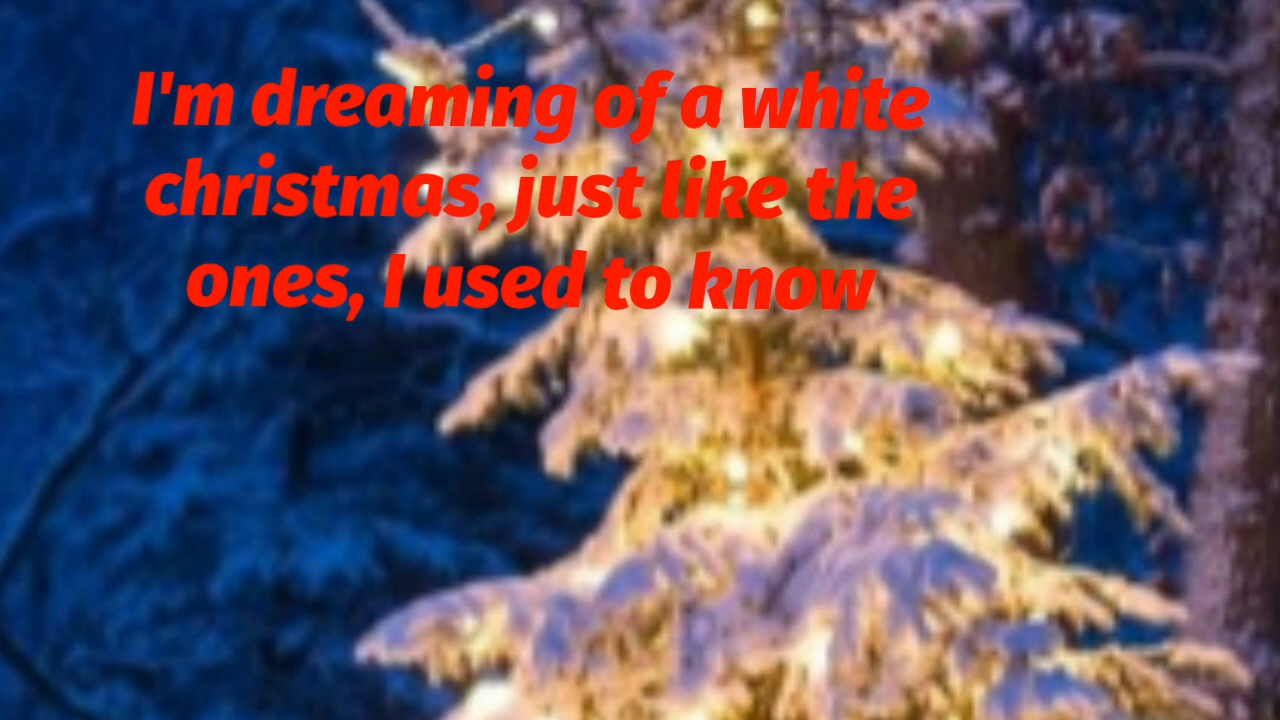 I'm dreaming of a white
christmas, just like the
ones, I used to know